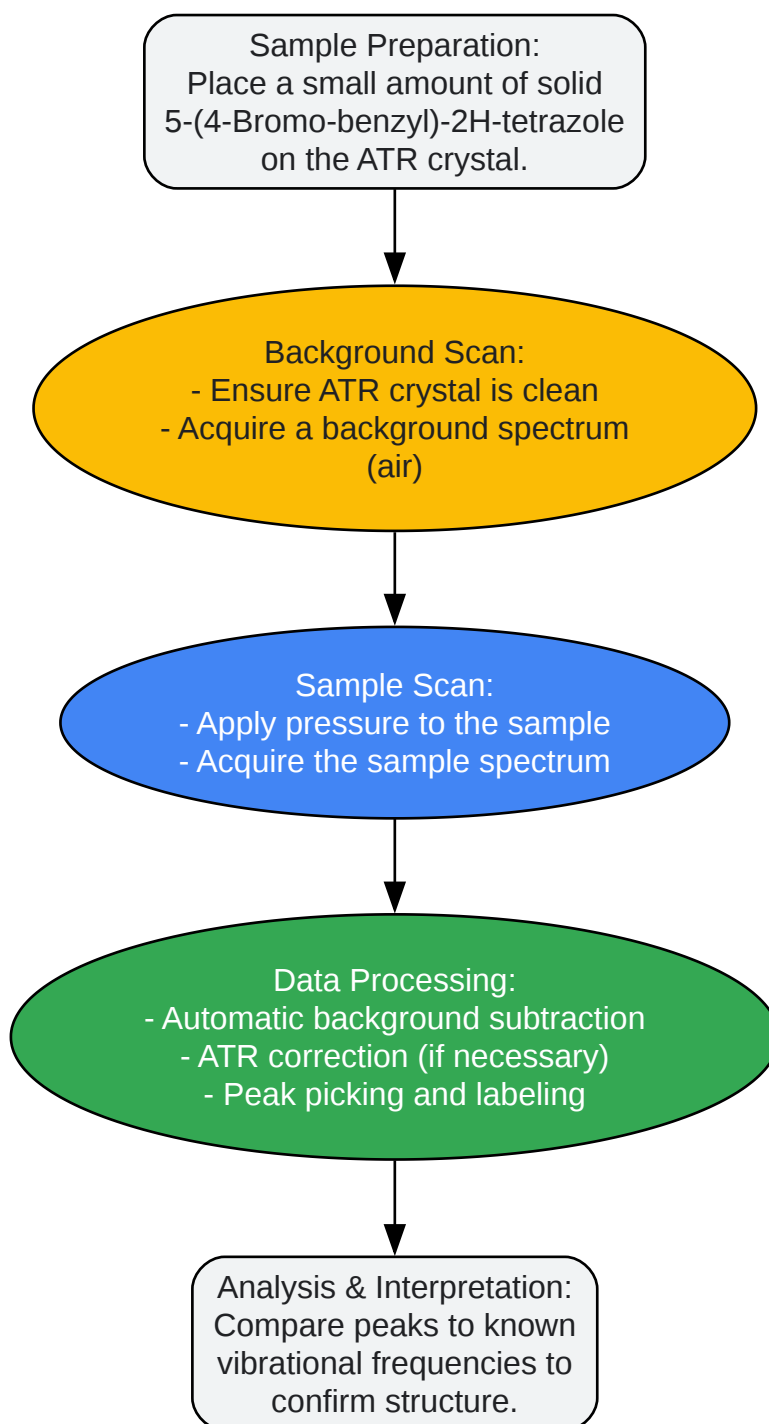 Sample Preparation:
Place a small amount of solid
5-(4-Bromo-benzyl)-2H-tetrazole
on the ATR crystal.
Background Scan:
- Ensure ATR crystal is clean
- Acquire a background spectrum
(air)
Sample Scan:
- Apply pressure to the sample
- Acquire the sample spectrum
Data Processing:
- Automatic background subtraction
- ATR correction (if necessary)
- Peak picking and labeling
Analysis & Interpretation:
Compare peaks to known
vibrational frequencies to
confirm structure.